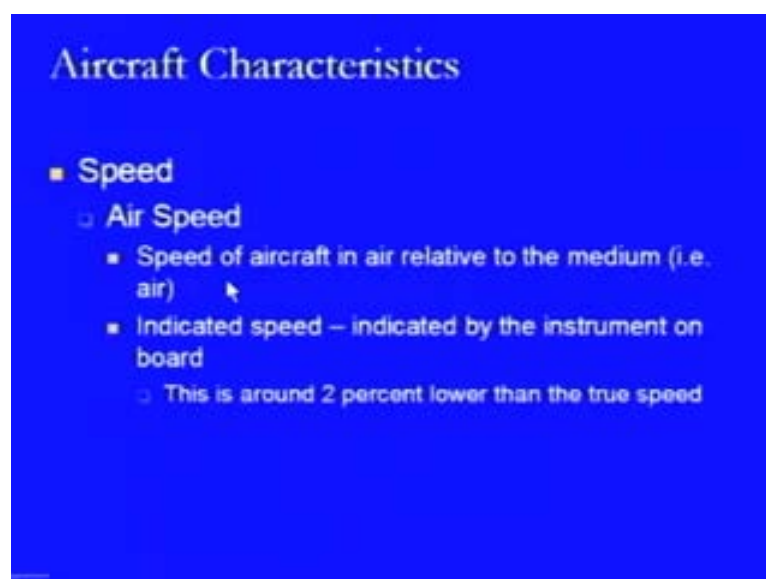 Aircraft Characteristics
Speed
Air Speed
Speed of aircraft in air relative to the medium (i.e.
air)
Indicated speed – indicated by the instrument on
board
This is around 2 percent lower than the true speed